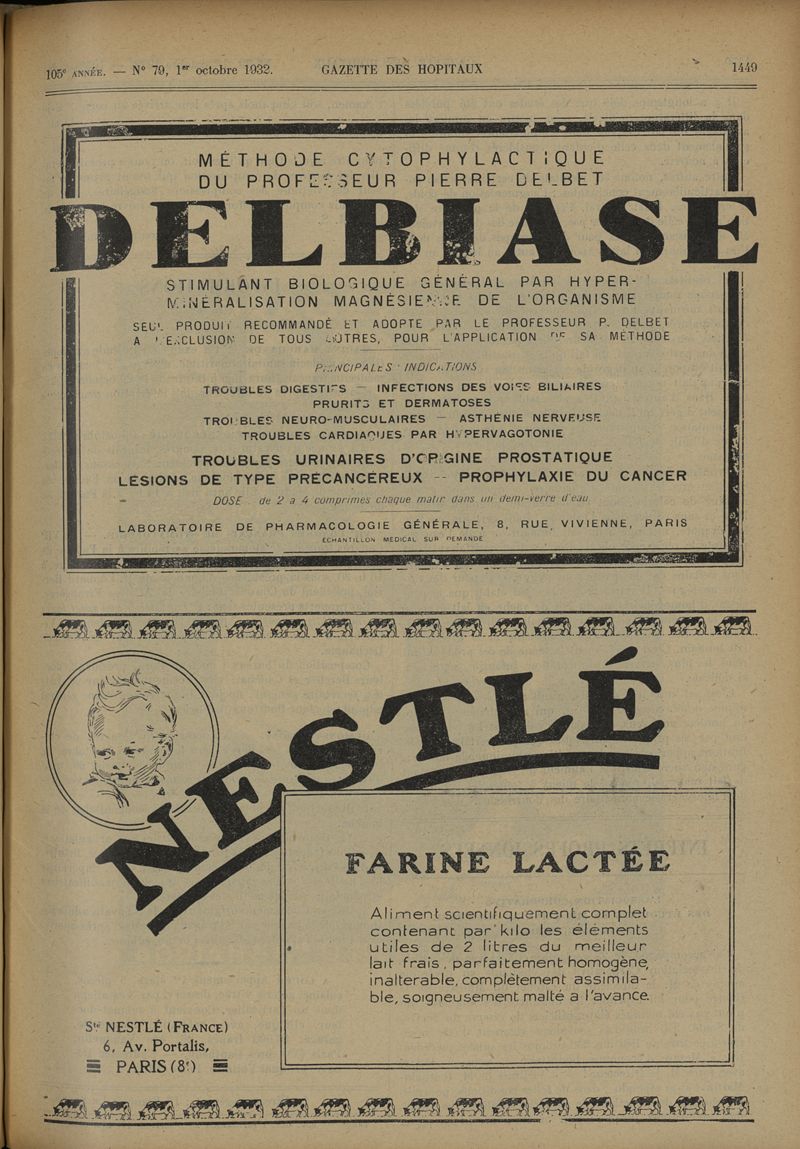 105e ANNÉE. — N° 79, 1er octobre 1932. GAZETTE DES HOPITAUX 1449
MÉTHODE CYTOPHYLACTIQUE
DU PROFESSEUR PIERRE DELBET
DELBIASE
STIMULANT BIOLOGIQUE GÉNÉRAL PAR HYPER-
MINÉRALISATION MAGNÉSIENNE DE L'ORGANISME
SEUL PRODUIT RECOMMANDÉ ET ADOPTE PAR LE PROFESSEUR P. DELBET
A L'EXCLUSION DE TOUS AUTRES, POUR L'APPLICATION DE SA MÉTHODE
PRINCIPALES INDICATIONS
TROUBLES DIGESTIFS — INFECTIONS DES VOIES BILIAIRES
PRURITS ET DERMATOSES
TROUBLES NEURO-MUSCULAIRES — ASTHÉNIE NERVEUSE
TROUBLES CARDIAQUES PAR HYPERVAGOTONIE
TROUBLES URINAIRES D'ORIGINE PROSTATIQUE
LESIONS DE TYPE PRÉCANCÉREUX -- PROPHYLAXIE DU CANCER
DOSE de 2 a 4 comprimes chaque matin dans un demi-verre d'eau
LABORATOIRE DE PHARMACOLOGIE GÉNÉRALE, 8, RUE VIVIENNE, PARIS
ÉCHANTILLON MÉDICAL SUR DEMANDE
NESTLÉ
FARINE LACTÉE
Aliment scientifiquement complet
contenant par kilo les éléments
utiles de 2 litres du meilleur
lait frais, parfaitement homogène,
inalterable, complètement assimila-
ble, soigneusement malté a l'avance.
Sté NESTLÉ (FRANCE)
6, Av. Portalis,
PARIS (8e)